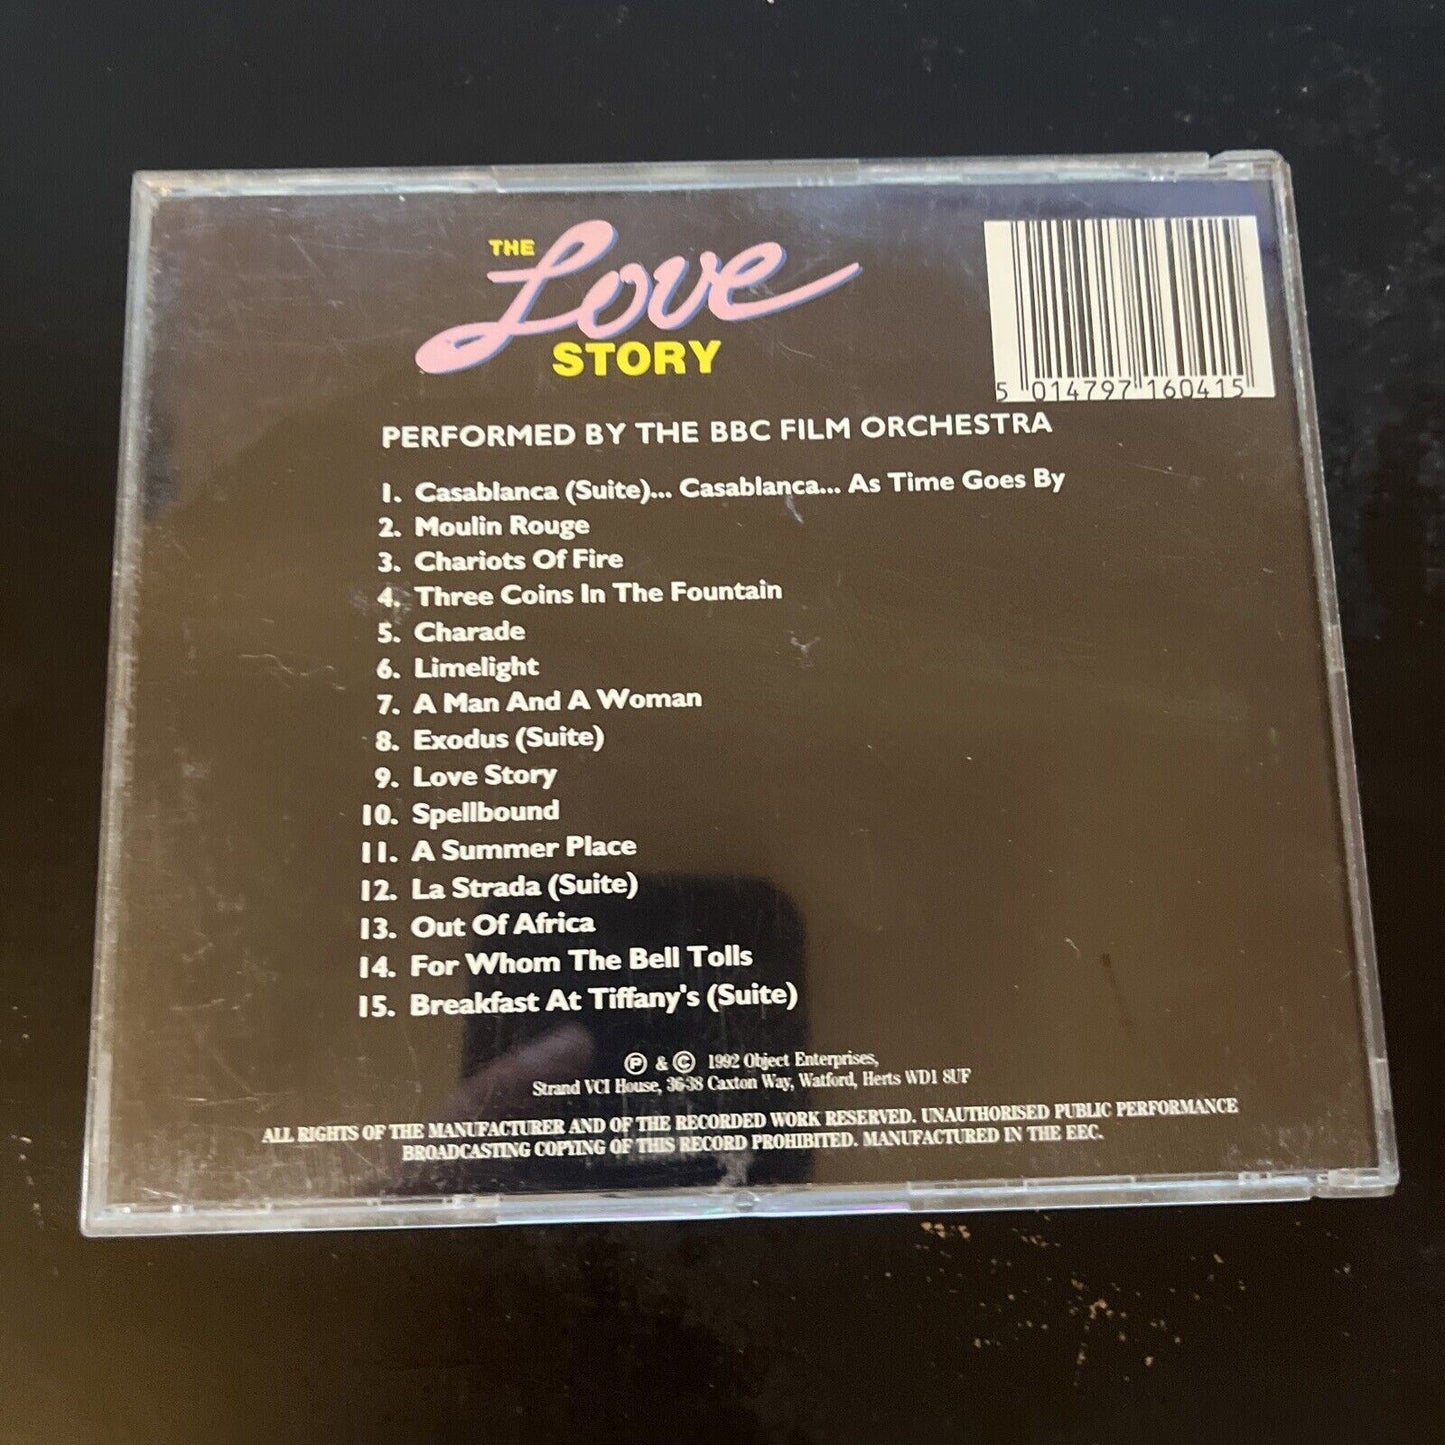 THE
Love
STORY
5 014797 160415
PERFORMED BY THE BBC FILM ORCHESTRA
1. Casablanca (Suite)... Casablanca... As Time Goes By
2. Moulin Rouge
3. Chariots Of Fire
4. Three Coins In The Fountain
5. Charade
6. Limelight
7. A Man And A Woman
8. Exodus (Suite)
9. Love Story
10. Spellbound
11. A Summer Place
12. La Strada (Suite)
13. Out Of Africa
14. For Whom The Bell Tolls
15. Breakfast At Tiffany's (Suite)
℗ & © 1992 Object Enterprises,
Strand VCI House, 36-38 Caxton Way, Watford, Herts WD1 8UF
ALL RIGHTS OF THE MANUFACTURER AND OF THE RECORDED WORK RESERVED. UNAUTHORISED PUBLIC PERFORMANCE
BROADCASTING COPYING OF THIS RECORD PROHIBITED. MANUFACTURED IN THE EEC.